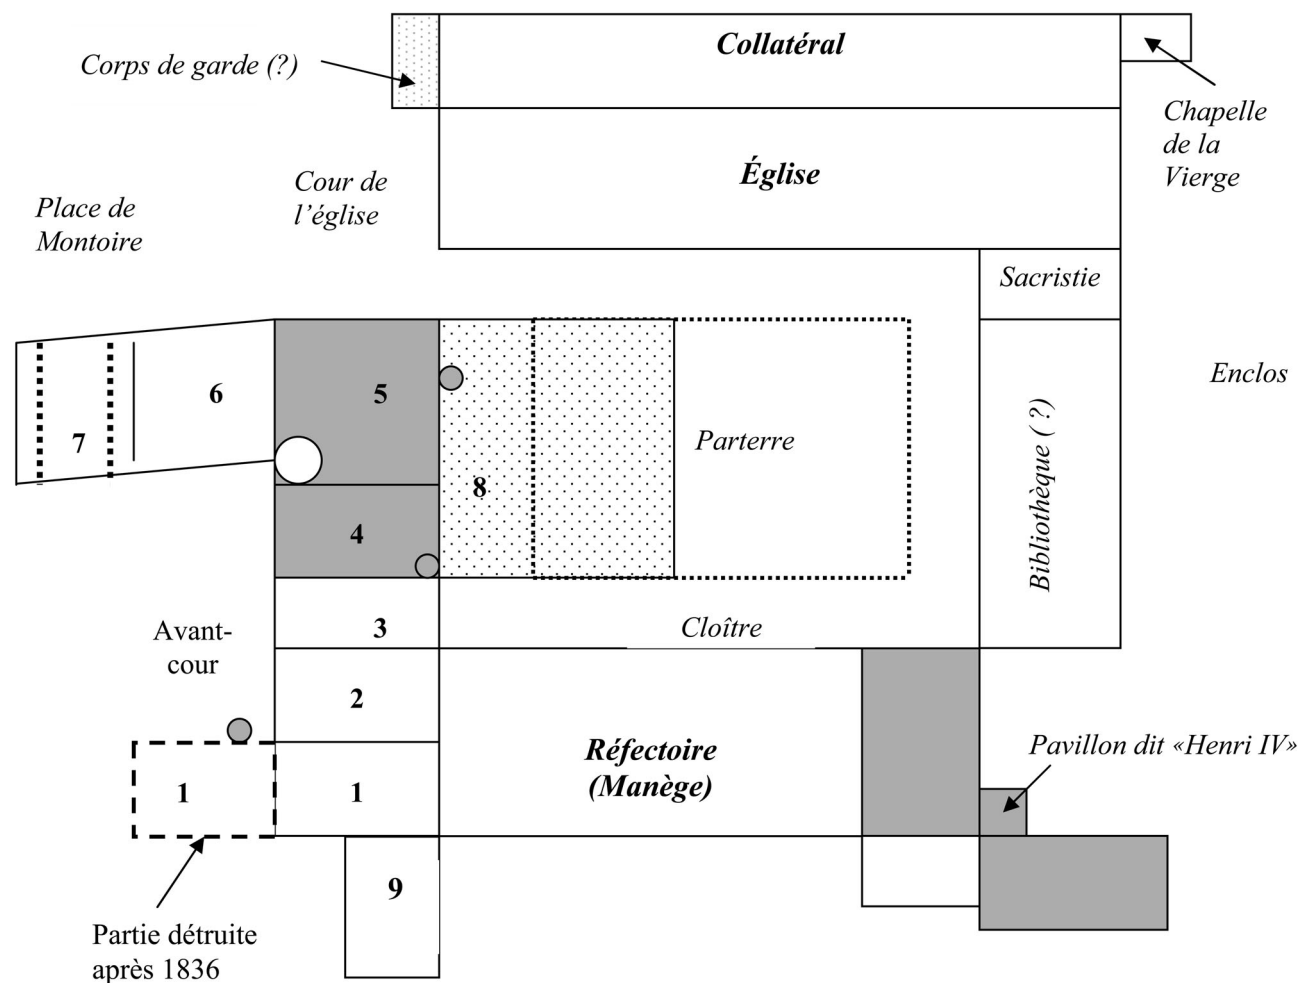 Collatéral
Corps de garde (?)
Chapelle
de la
Vierge
Église
Cour de
l’église
Place de
Montoire
Sacristie
Enclos
6
5
7
8
Parterre
Bibliothèque ( ?)
4
3
Cloître
Avant-
cour
2
Réfectoire
(Manège)
Pavillon dit «Henri IV»
1
1
9
Partie détruite
après 1836